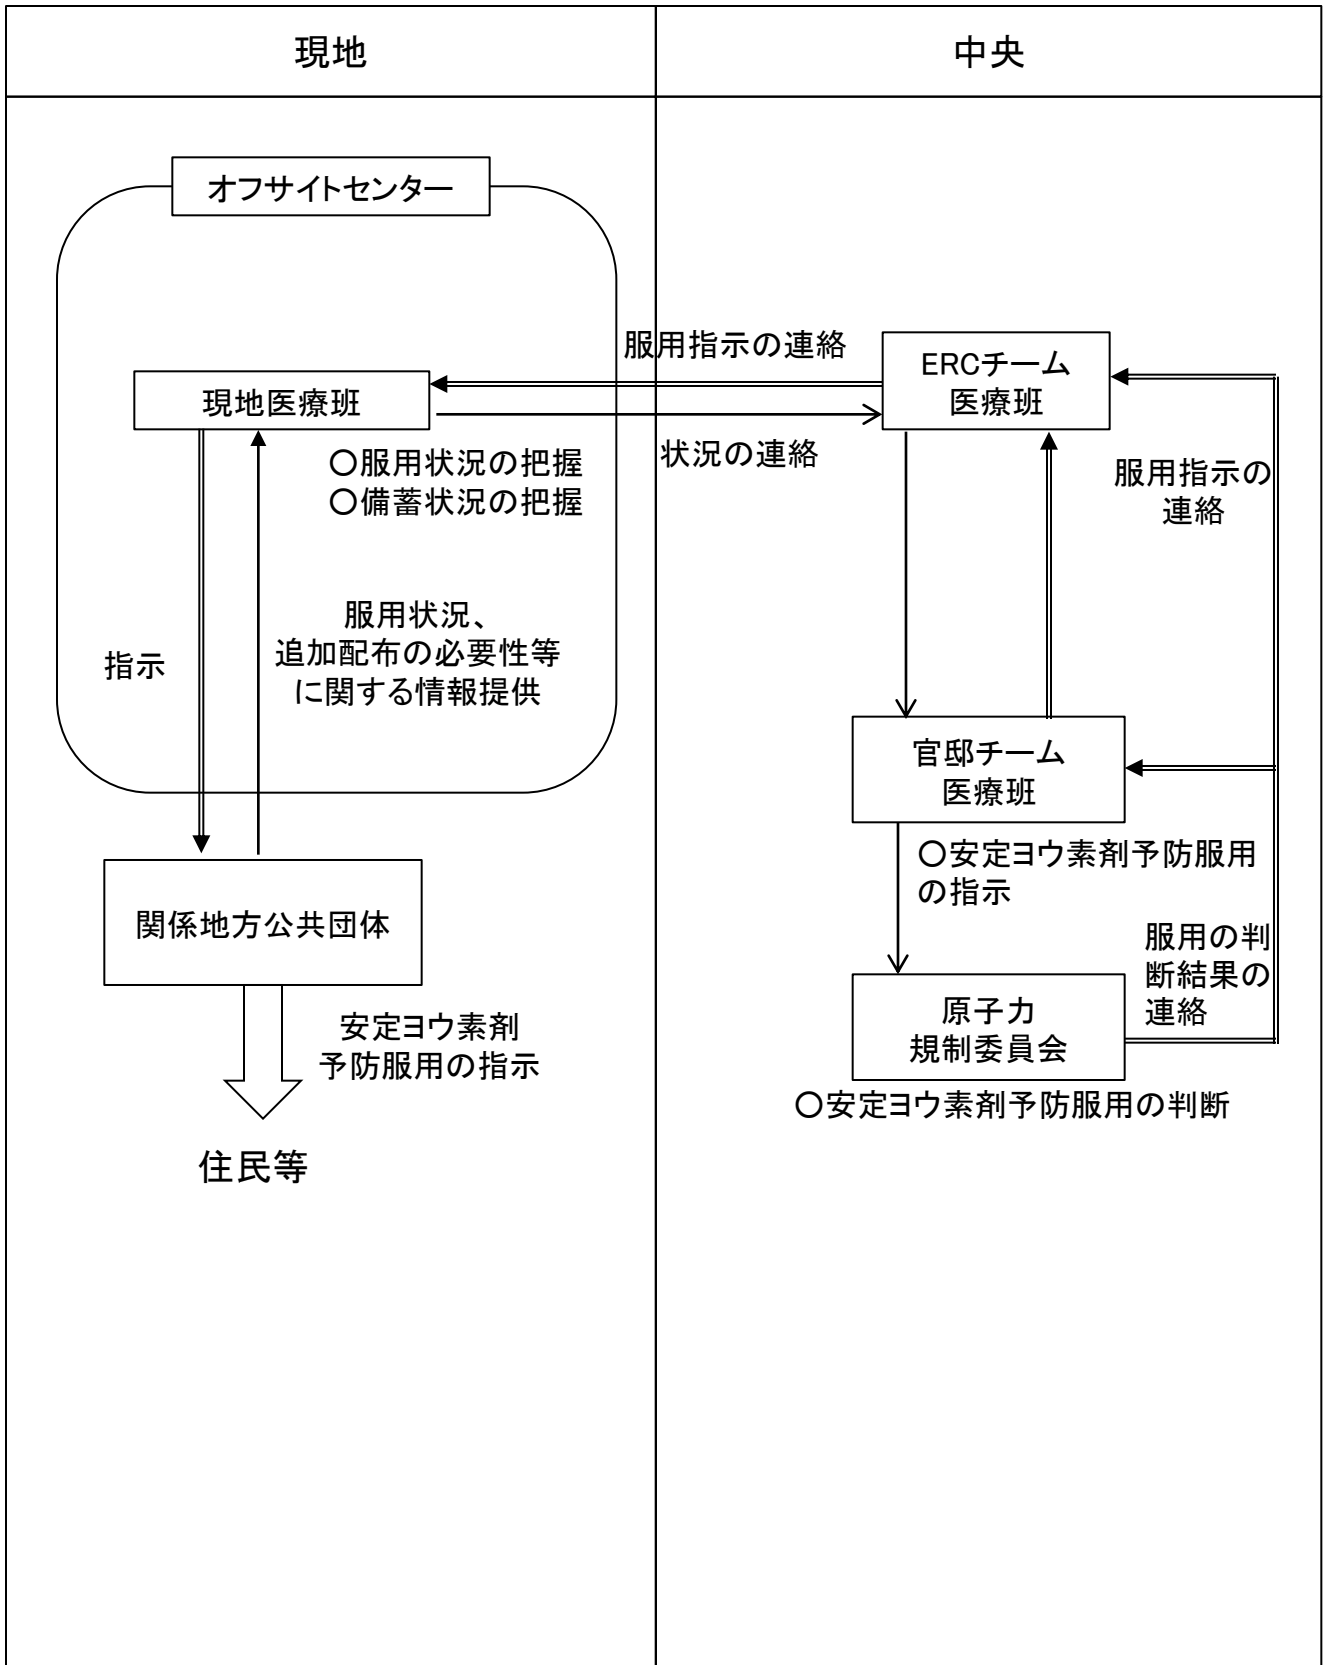 現地
中央
オフサイトセンター
服用指示の連絡
ERCチーム
医療班
現地医療班
状況の連絡
〇服用状況の把握
〇備蓄状況の把握
服用指示の
連絡
服用状況、
追加配布の必要性等
に関する情報提供
指示
官邸チーム
医療班
〇安定ヨウ素剤予防服用
の指示
関係地方公共団体
服用の判
断結果の
連絡
原子力
規制委員会
安定ヨウ素剤
予防服用の指示
〇安定ヨウ素剤予防服用の判断
住民等